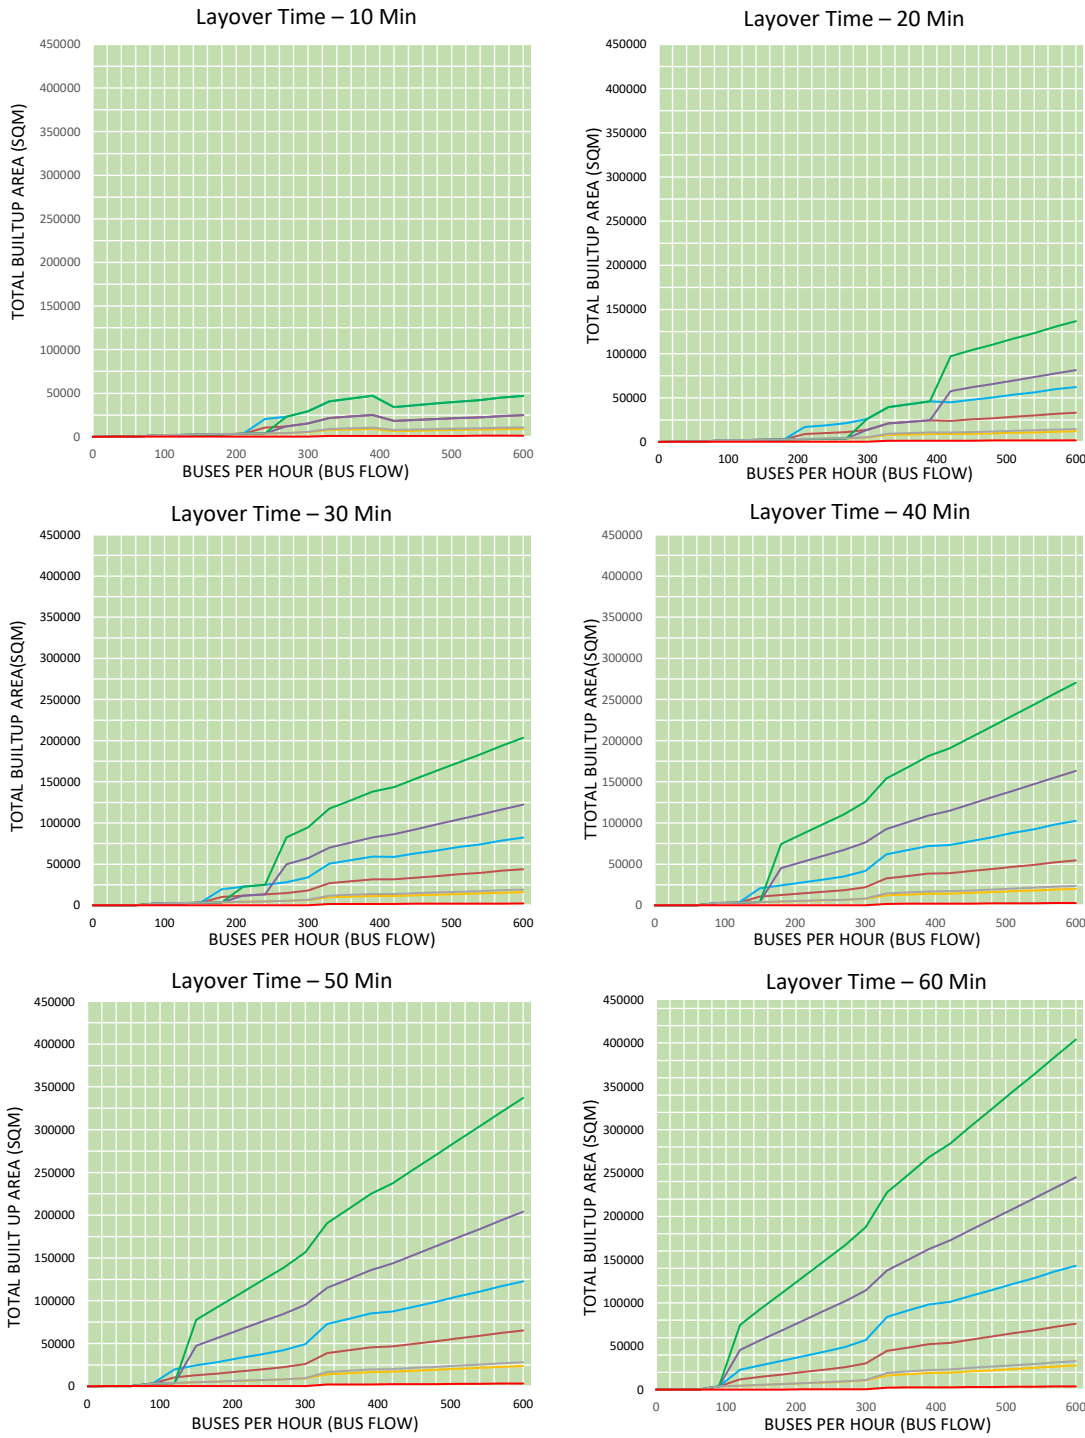 Layover Time – 10 Min
TOTAL BUILTUP AREA (SQM)
450000
400000
350000
300000
250000
200000
150000
100000
50000
0
0 100 200 300 400 500 600
BUSES PER HOUR (BUS FLOW)
Layover Time – 20 Min
TOTAL BUILTUP AREA (SQM)
450000
400000
350000
300000
250000
200000
150000
100000
50000
0
0 100 200 300 400 500 600
BUSES PER HOUR (BUS FLOW)
Layover Time – 30 Min
TOTAL BUILTUP AREA(SQM)
450000
400000
350000
300000
250000
200000
150000
100000
50000
0
0 100 200 300 400 500 600
BUSES PER HOUR (BUS FLOW)
Layover Time – 40 Min
TTOTAL BUILTUP AREA(SQM)
450000
400000
350000
300000
250000
200000
150000
100000
50000
0
0 100 200 300 400 500 600
BUSES PER HOUR (BUS FLOW)
Layover Time – 50 Min
TOTAL BUILT UP AREA (SQM)
450000
400000
350000
300000
250000
200000
150000
100000
50000
0
0 100 200 300 400 500 600
BUSES PER HOUR (BUS FLOW)
Layover Time – 60 Min
TOTAL BUILTUP AREA (SQM)
450000
400000
350000
300000
250000
200000
150000
100000
50000
0
0 100 200 300 400 500 600
BUSES PER HOUR (BUS FLOW)